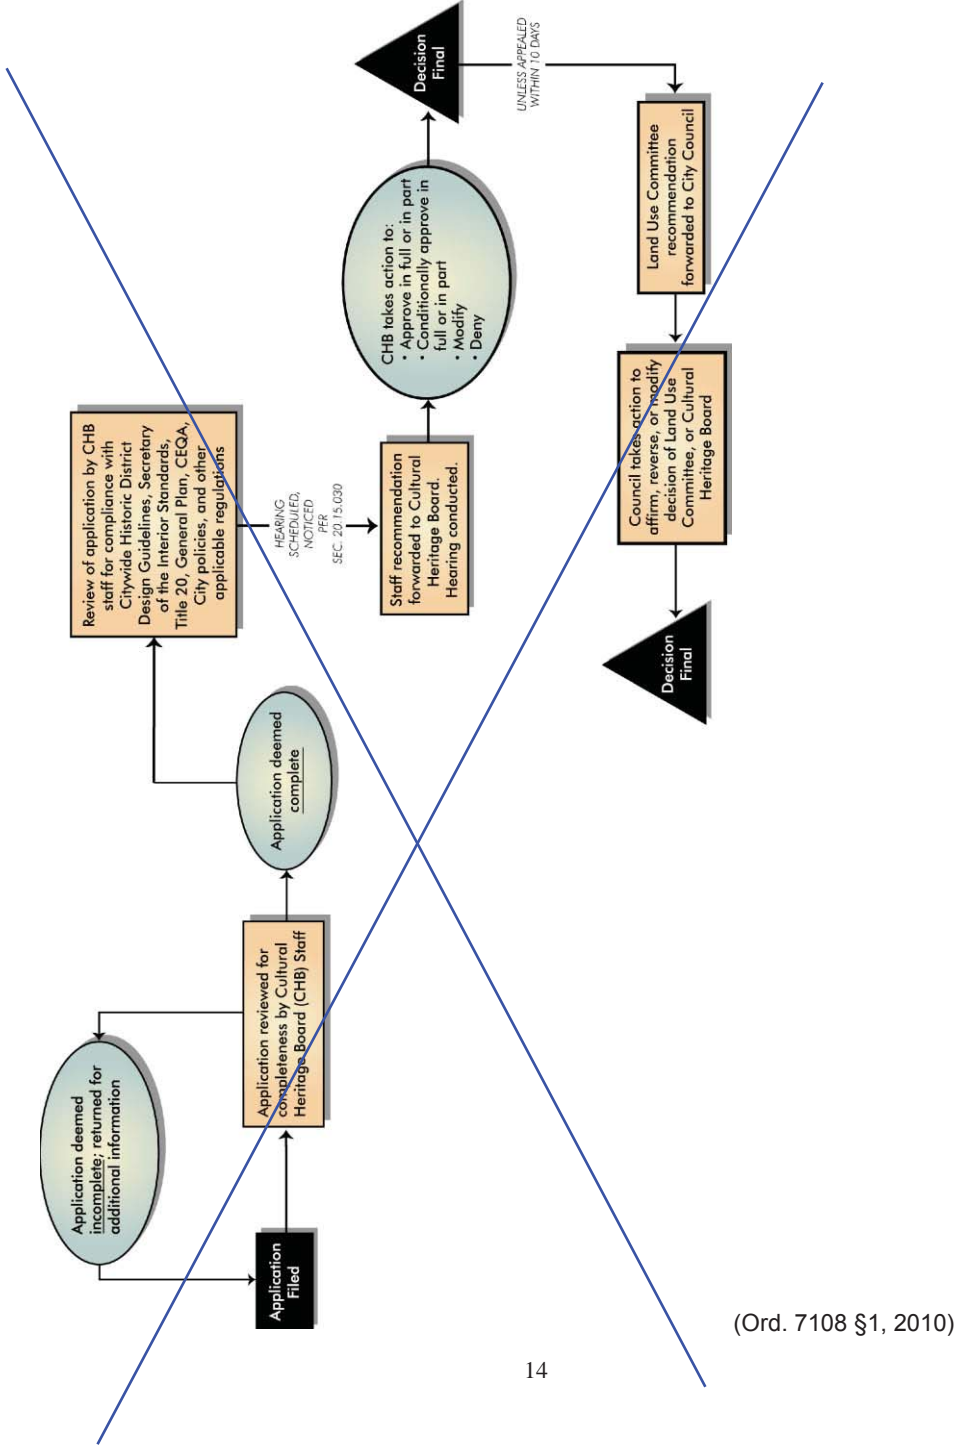 Application
Filed
Application deemed
incomplete; returned for
additional information
Application reviewed for
completeness by Cultural
Heritage Board (CHB) Staff
Application deemed
complete
Review of application by CHB
staff for compliance with
Citywide Historic District
Design Guidelines, Secretary
of the Interior Standards,
Title 20, General Plan, CEQA,
City policies, and other
applicable regulations
HEARING
SCHEDULED,
NOTICED
PER
SEC. 20.15.030
Staff recommendation
forwarded to Cultural
Heritage Board.
Hearing conducted.
CHB takes action to:
• Approve in full or in part
• Conditionally approve in
full or in part
• Modify
• Deny
Decision
Final
UNLESS APPEALED
WITHIN 10 DAYS
Land Use Committee
recommendation
forwarded to City Council
Council takes action to
affirm, reverse, or modify
decision of Land Use
Committee, or Cultural
Heritage Board
Decision
Final
(Ord. 7108 §1, 2010)
14